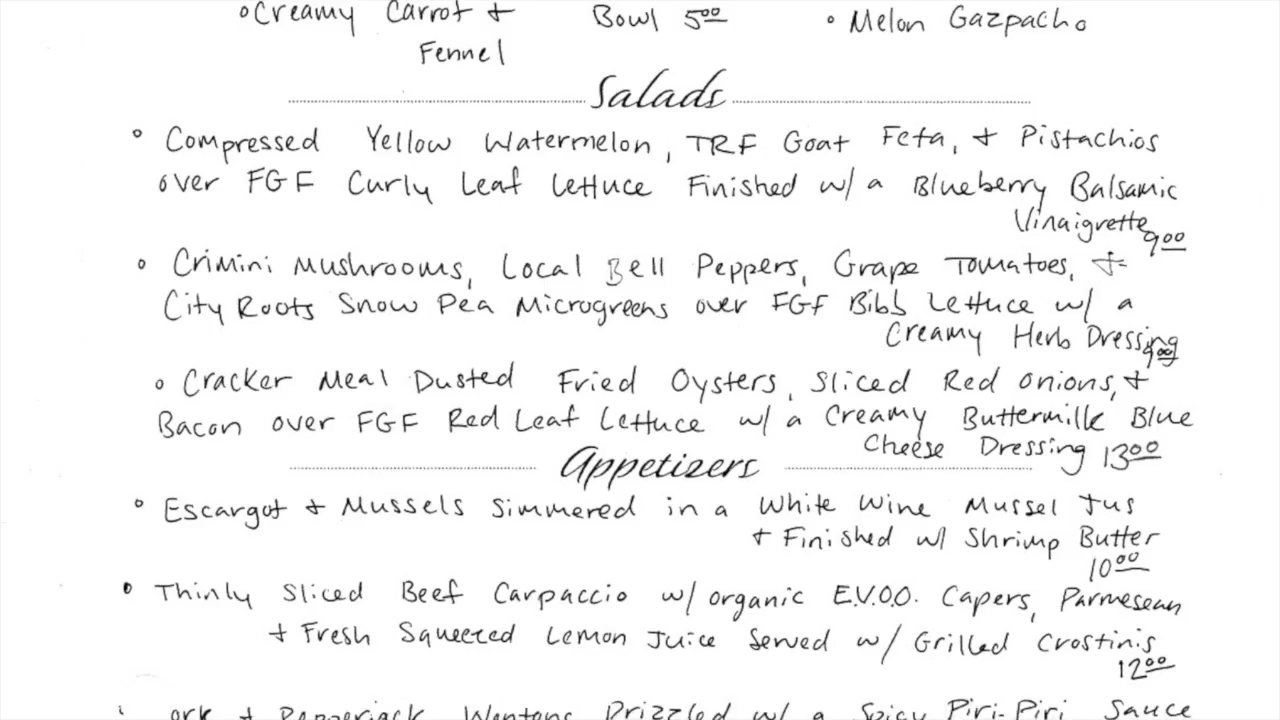 ° Creamy Carrot + Bowl 5.00 ° Melon Gazpacho
Fennel
Salads
° Compressed Yellow Watermelon, TRF Goat Feta, + Pistachios
over FGF Curly Leaf Lettuce Finished w/ a Blueberry Balsamic
Vinaigrette 9.00
° Crimini Mushrooms, Local Bell Peppers, Grape Tomatoes, +
City Roots Snow Pea Microgreens over FGF Bibb Lettuce w/ a
Creamy Herb Dressing
9.00
° Cracker Meal Dusted Fried Oysters, Sliced Red Onions, +
Bacon over FGF Red Leaf Lettuce w/ a Creamy Buttermilk Blue
Cheese Dressing 13.00
Appetizers
° Escargot + Mussels Simmered in a White Wine Mussel Jus
+ Finished w/ Shrimp Butter
10.00
° Thinly Sliced Beef Carpaccio w/ organic E.V.O.O. Capers, Parmesean
+ Fresh Squeezed Lemon Juice Served w/ Grilled Crostinis
12.00
+ Pepperjack Wontons Drizzled w/ a Spicy Piri-Piri Sauce